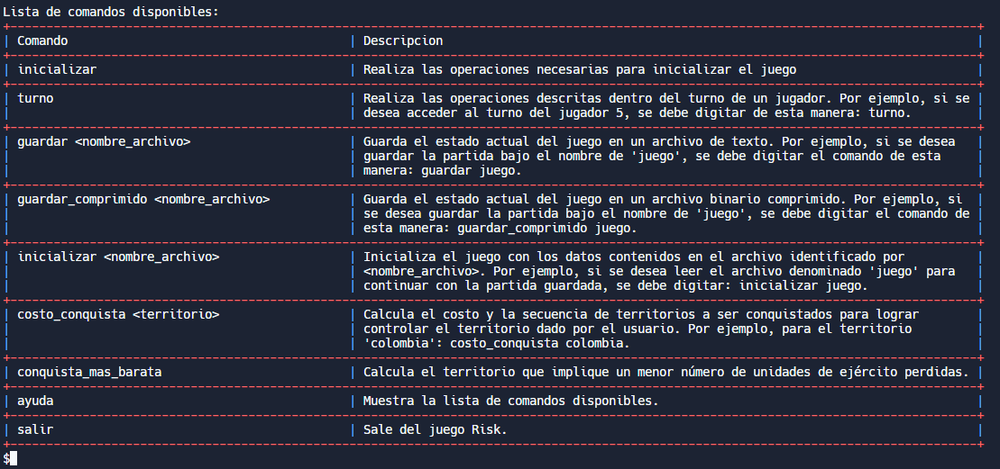 Lista de comandos disponibles:
Comando | Descripcion
inicializar | Realiza las operaciones necesarias para inicializar el juego
turno | Realiza las operaciones descritas dentro del turno de un jugador. Por ejemplo, si se
desea acceder al turno del jugador 5, se debe digitar de esta manera: turno.
guardar <nombre_archivo> | Guarda el estado actual del juego en un archivo de texto. Por ejemplo, si se desea
guardar la partida bajo el nombre de 'juego', se debe digitar el comando de esta
manera: guardar juego.
guardar_comprimido <nombre_archivo> | Guarda el estado actual del juego en un archivo binario comprimido. Por ejemplo, si
se desea guardar la partida bajo el nombre de 'juego', se debe digitar el comando de
esta manera: guardar_comprimido juego.
inicializar <nombre_archivo> | Inicializa el juego con los datos contenidos en el archivo identificado por
<nombre_archivo>. Por ejemplo, si se desea leer el archivo denominado 'juego' para
continuar con la partida guardada, se debe digitar: inicializar juego.
costo_conquista <territorio> | Calcula el costo y la secuencia de territorios a ser conquistados para lograr
controlar el territorio dado por el usuario. Por ejemplo, para el territorio
'colombia': costo_conquista colombia.
conquista_mas_barata | Calcula el territorio que implique un menor número de unidades de ejército perdidas.
ayuda | Muestra la lista de comandos disponibles.
salir | Sale del juego Risk.
$